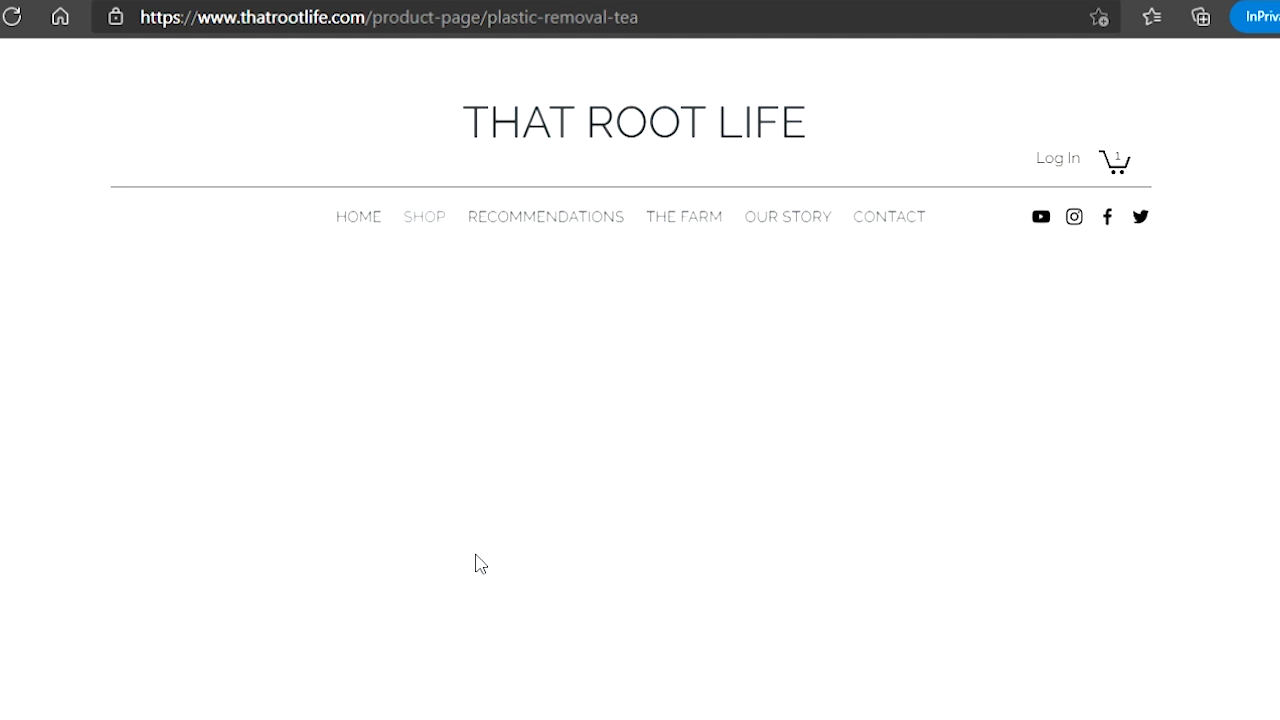 https://www.thatrootlife.com/product-page/plastic-removal-tea
THAT ROOT LIFE
Log In
1
HOME SHOP RECOMMENDATIONS THE FARM OUR STORY CONTACT